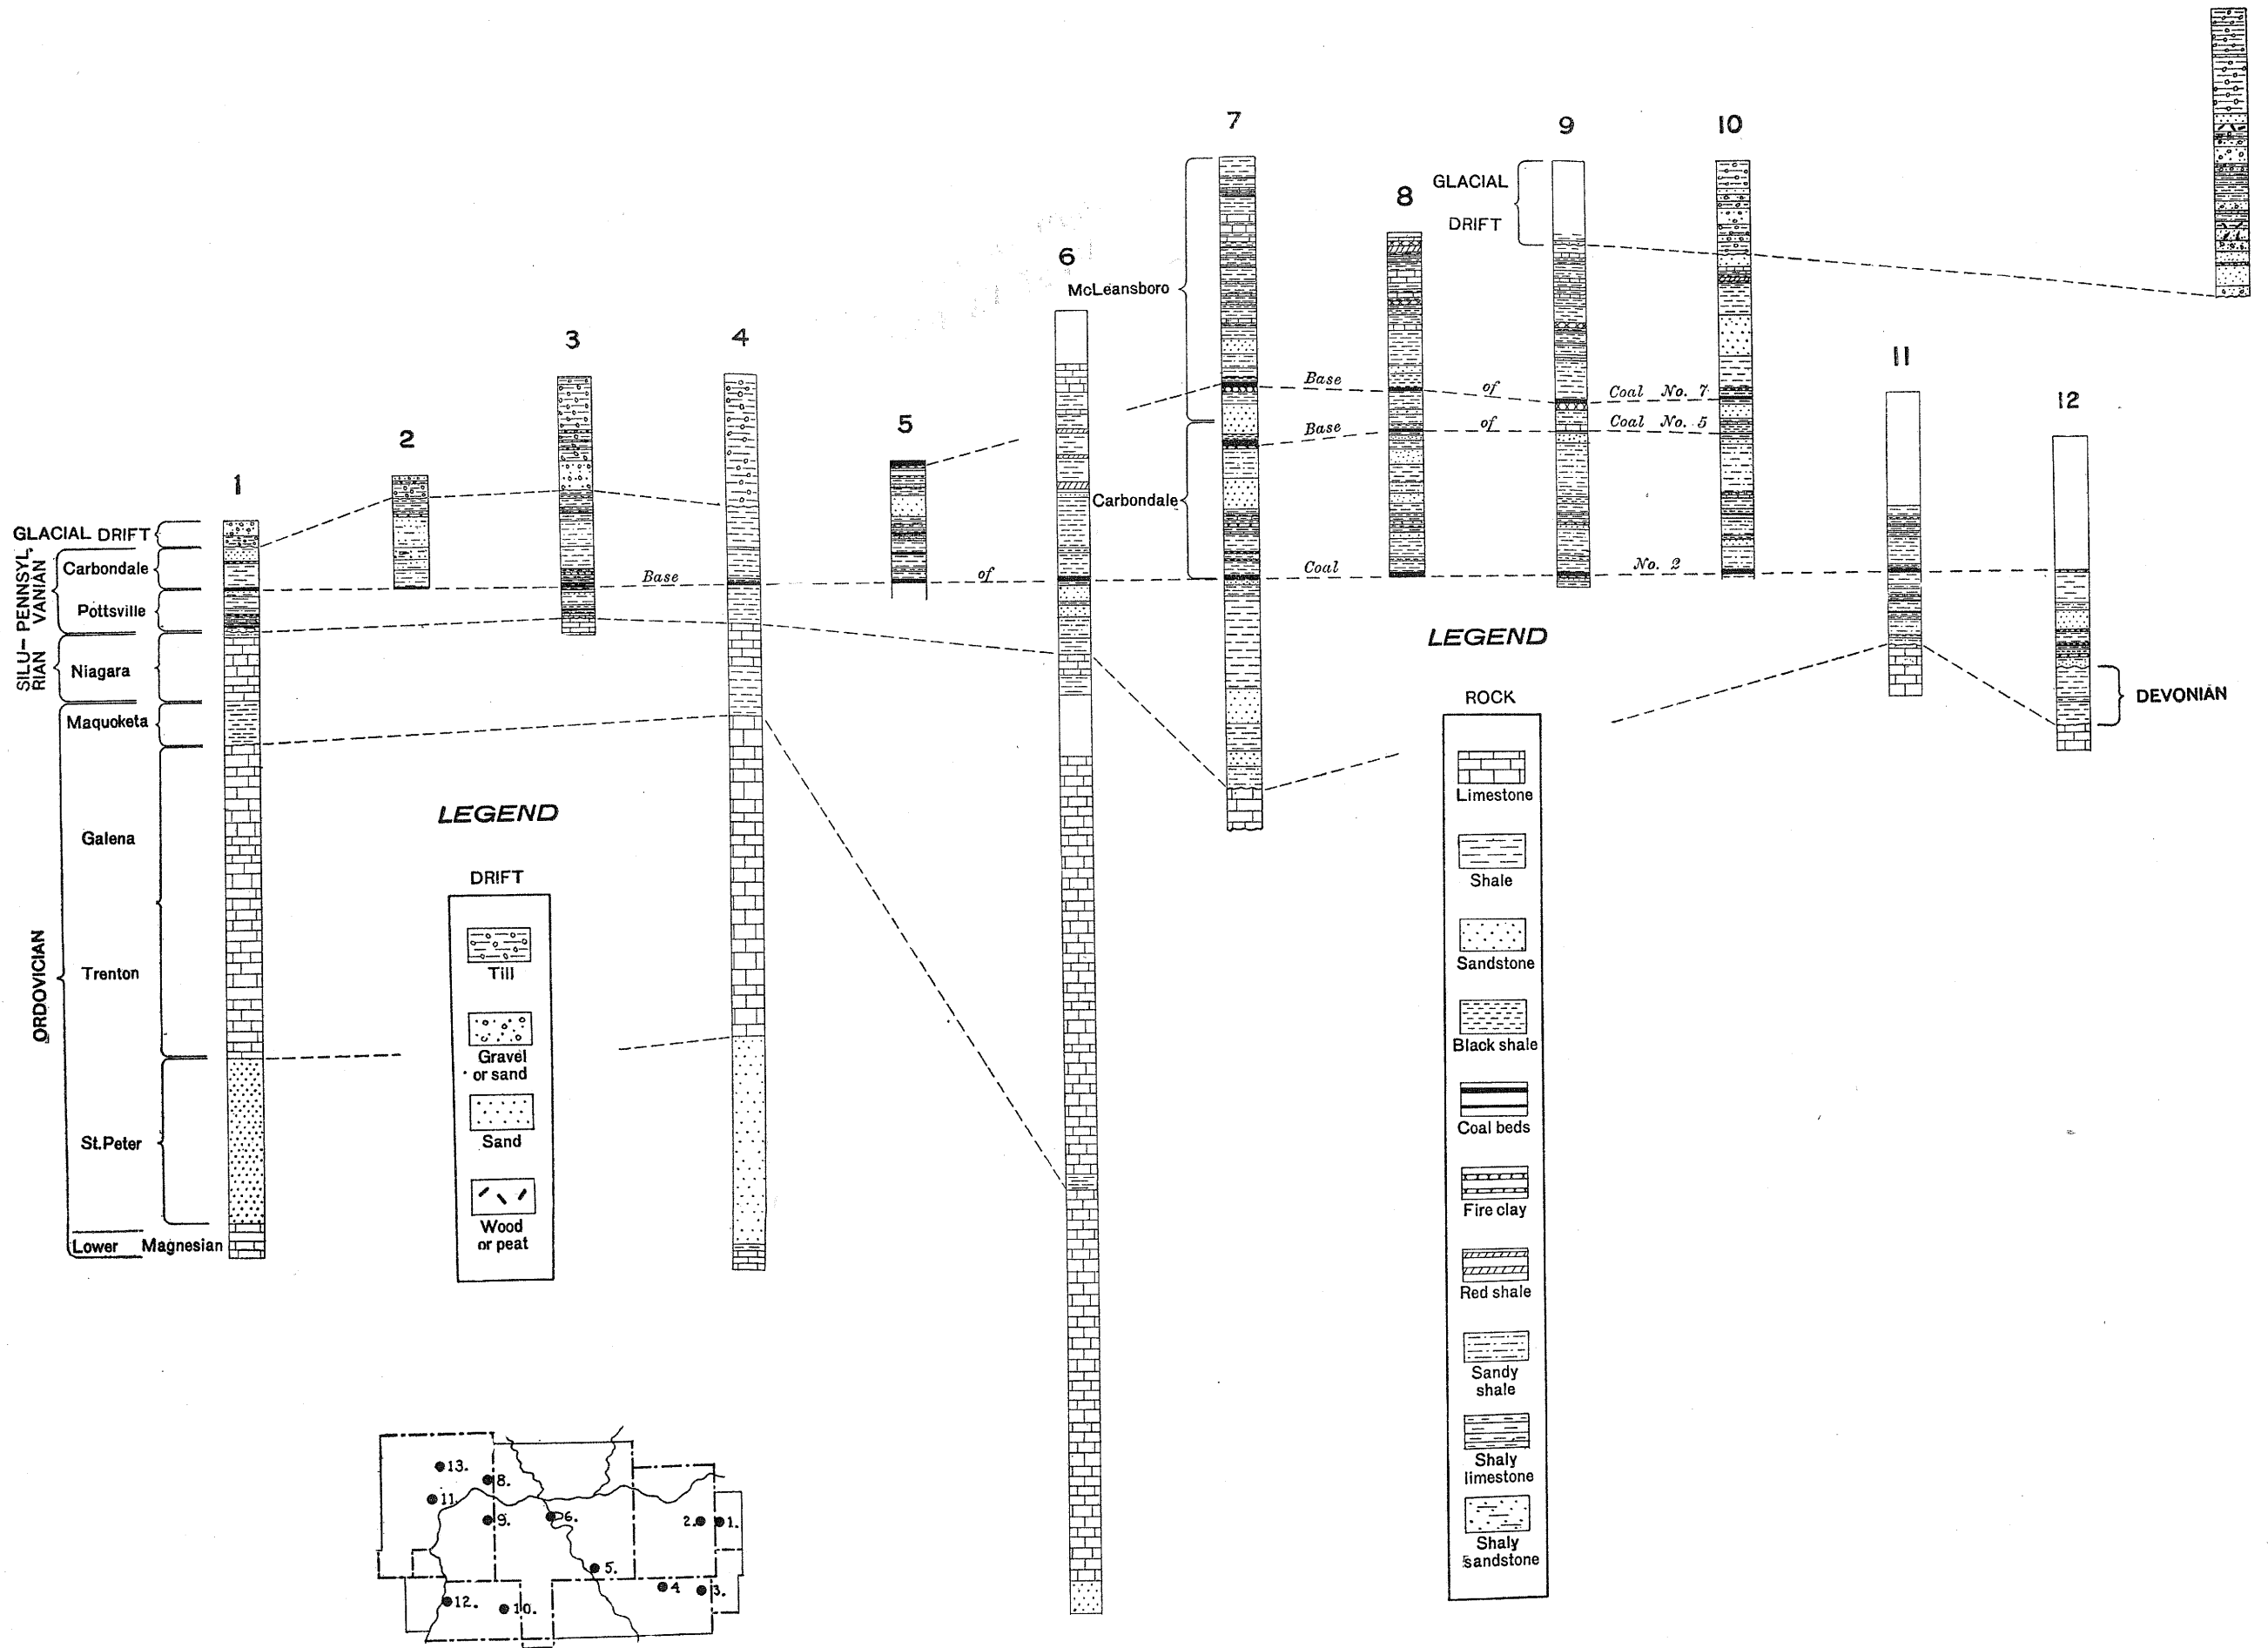 7
9
10
GLACIAL
8
DRIFT
6
McLeansboro
3
4
11
Base of Coal No. 7.
12
5
2
Base of Coal No. 5
1
Carbondale
GLACIAL DRIFT
SILU- PENNSYL,
RIAN VANIAN
Carbondale
Base of Coal No. 2
Pottsville
Niagara
Maquoketa
DEVONIAN
ORDOVICIAN
Galena
Trenton
St.Peter
Lower Magnesian
LEGEND
DRIFT
Till
Gravel
or sand
Sand
Wood
or peat
LEGEND
ROCK
Limestone
Shale
Sandstone
Black shale
Coal beds
Fire clay
Red shale
Sandy
shale
Shaly
limestone
Shaly
sandstone
13.
8.
11.
9.
6.
2.
1.
5.
4
3.
12.
10.